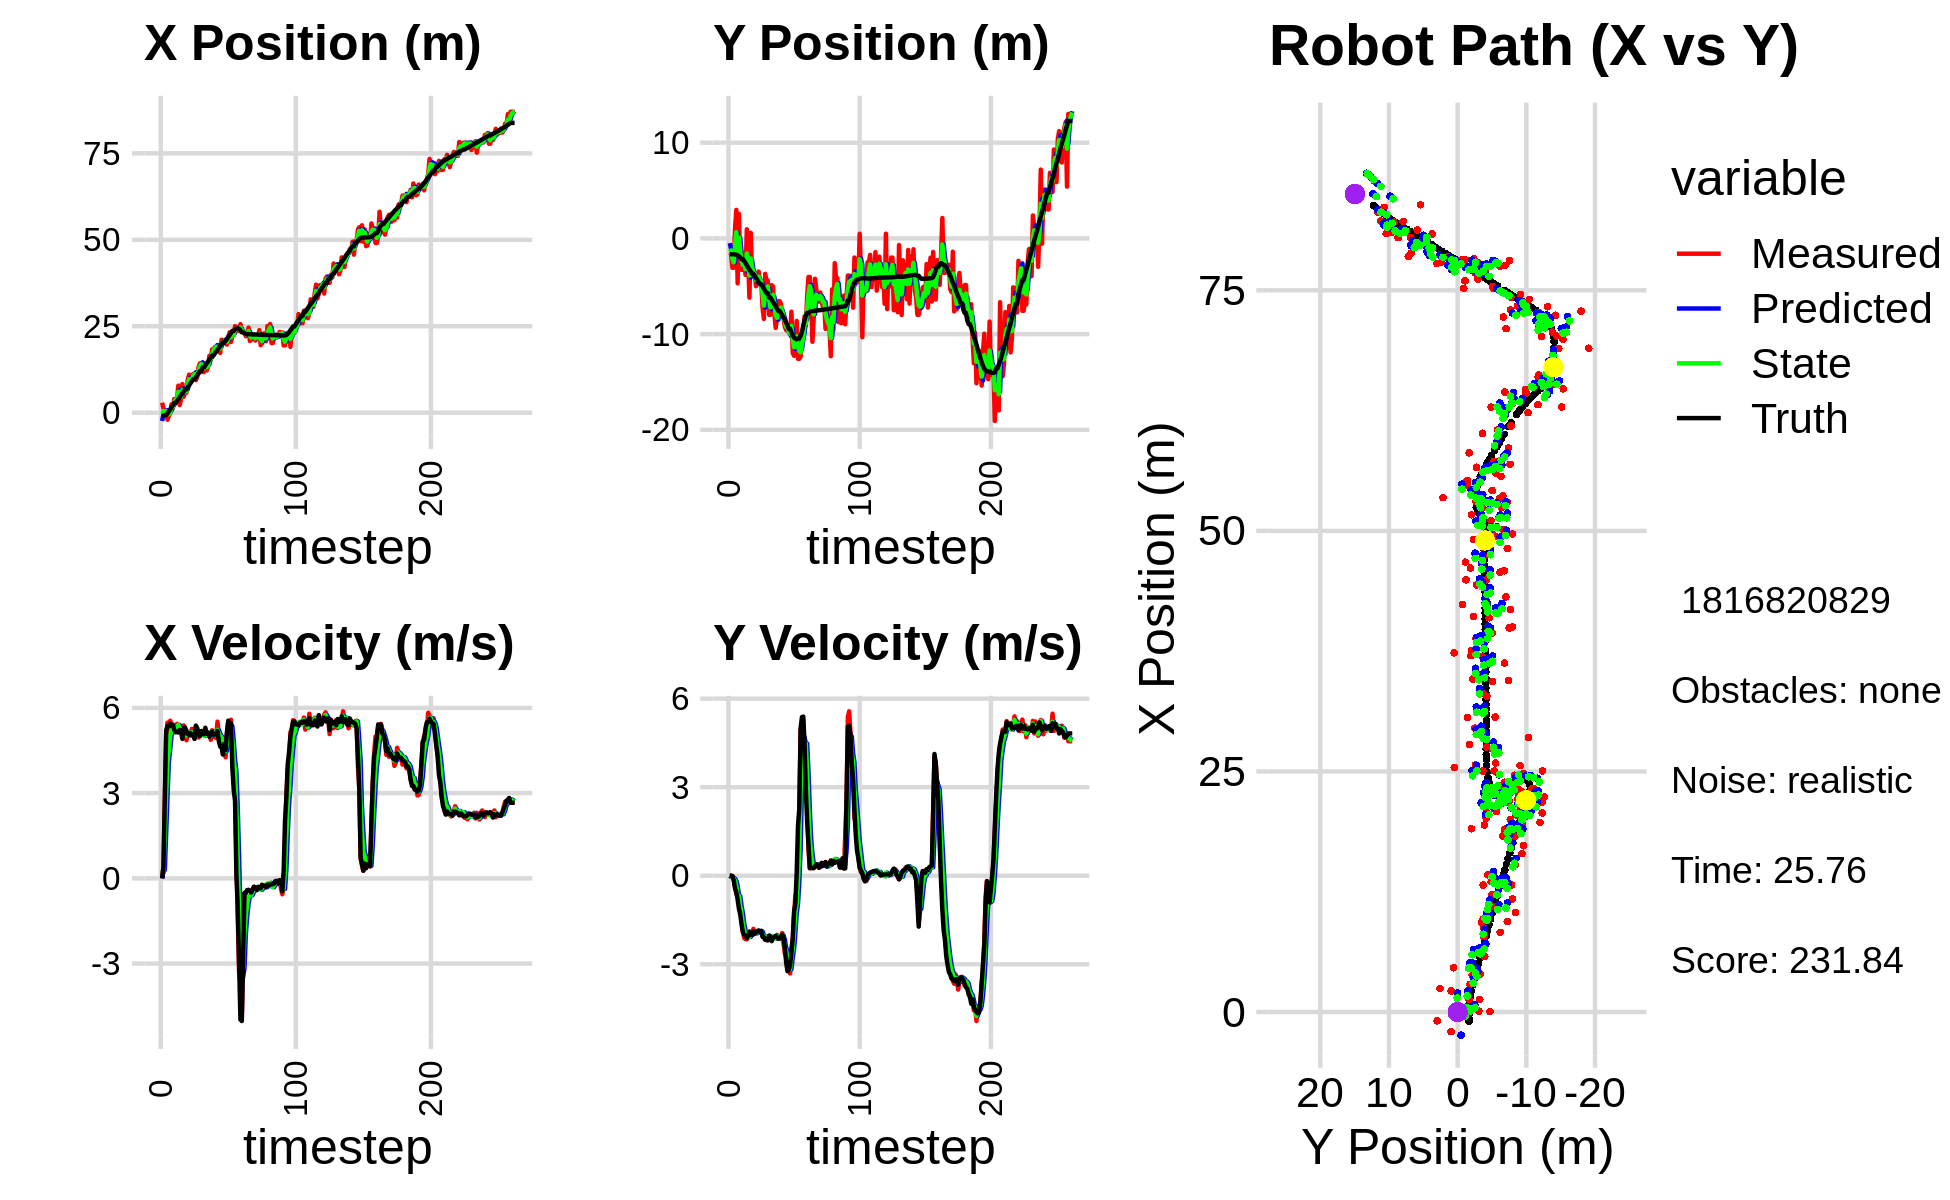 X Position (m)
75
50
25
0
0
100
200
timestep
Y Position (m)
10
0
-10
-20
0
100
200
timestep
X Velocity (m/s)
6
3
0
-3
0
100
200
timestep
Y Velocity (m/s)
6
3
0
-3
0
100
200
timestep
Robot Path (X vs Y)
X Position (m)
75
50
25
0
20 10 0 -10 -20
Y Position (m)
variable
Measured
Predicted
State
Truth
1816820829
Obstacles: none
Noise: realistic
Time: 25.76
Score: 231.84